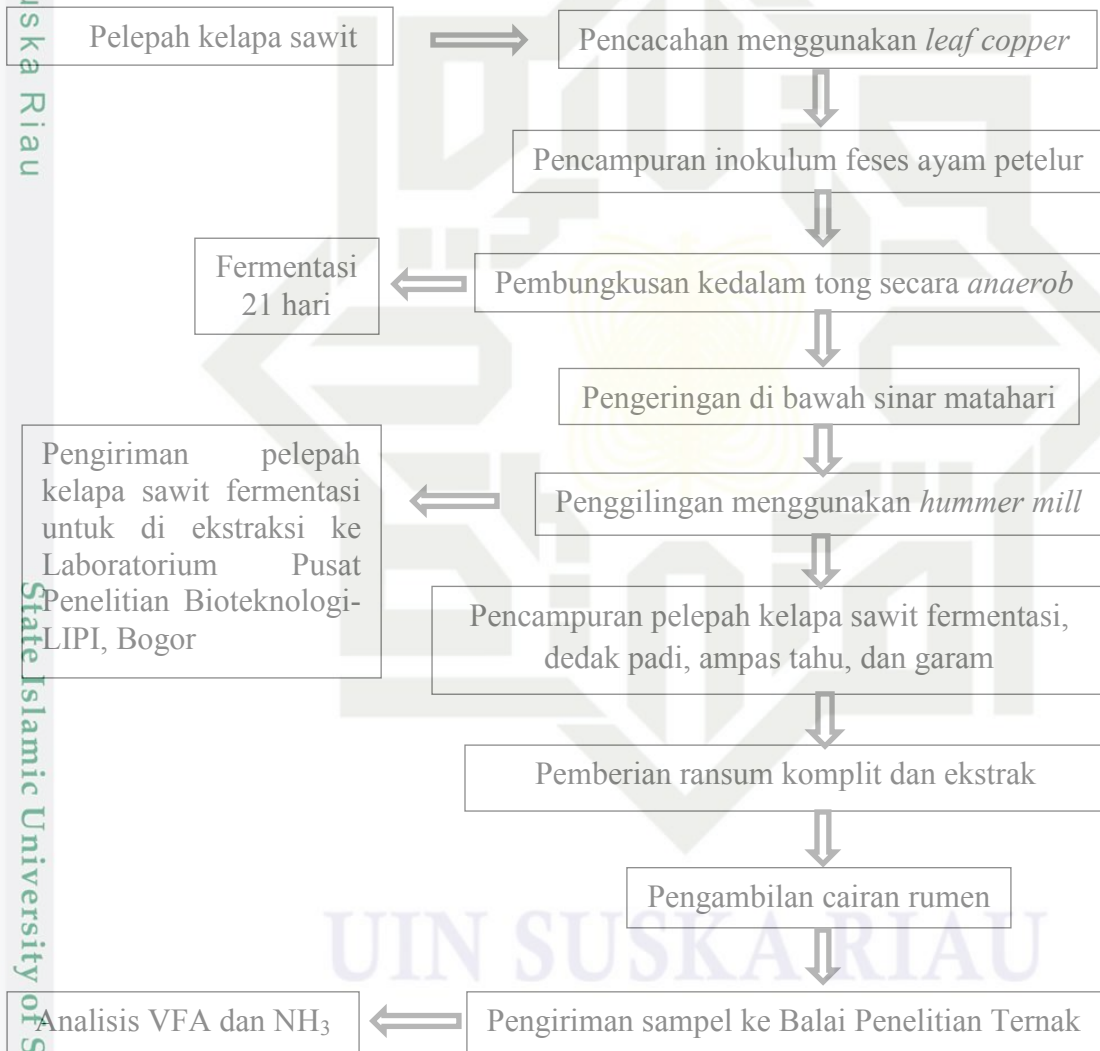 Pelepah kelapa sawit
Pencacahan menggunakan leaf copper
Pencampuran inokulum feses ayam petelur
Fermentasi
21 hari
Pembungkusan kedalam tong secara anaerob
Pengeringan di bawah sinar matahari
Pengiriman pelepah
kelapa sawit fermentasi
untuk di ekstraksi ke
Laboratorium Pusat
Penelitian Bioteknologi-
LIPI, Bogor
Penggilingan menggunakan hummer mill
Pencampuran pelepah kelapa sawit fermentasi,
dedak padi, ampas tahu, dan garam
Pemberian ransum komplit dan ekstrak
Pengambilan cairan rumen
Analisis VFA dan NH₃
Pengiriman sampel ke Balai Penelitian Ternak
UIN SUSKA RIAU
uska Riau
State Islamic University of S